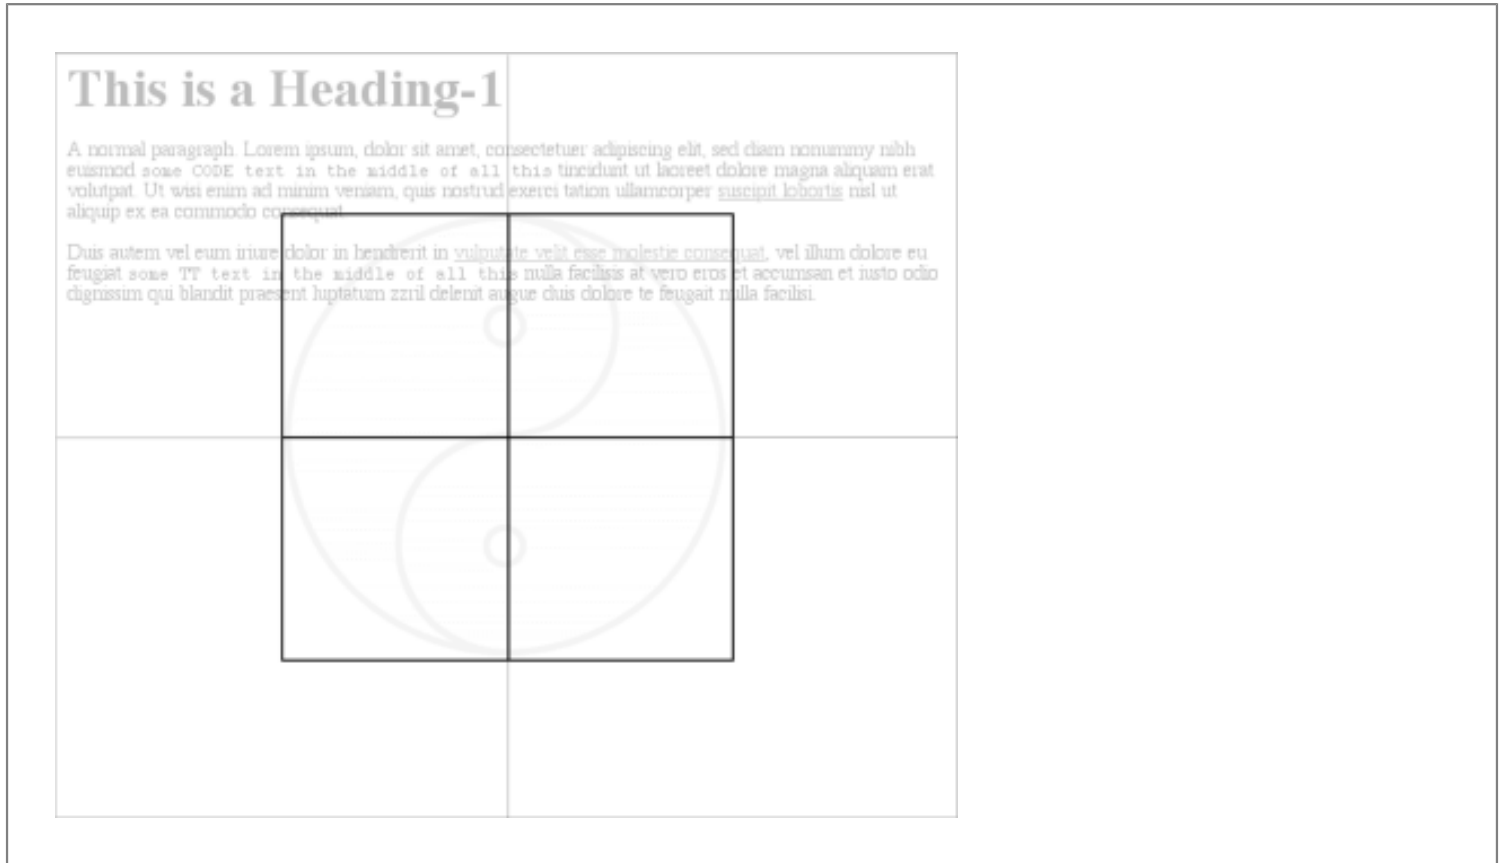 This is a Heading-1
A normal paragraph. Lorem ipsum, dolor sit amet, consectetuer adipiscing elit, sed diam nonummy nibh
euismod some CODE text in the middle of all this tincidunt ut laoreet dolore magna aliquam erat
volutpat. Ut wisi enim ad minim veniam, quis nostrud exerci tation ullamcorper suscipit lobortis nisl ut
aliquip ex ea commodo consequat.
Duis autem vel eum iriure dolor in hendrerit in vulputate velit esse molestie consequat, vel illum dolore eu
feugiat some TT text in the middle of all this nulla facilisis at vero eros et accumsan et iusto odio
dignissim qui blandit praesent luptatum zzril delenit augue duis dolore te feugait nulla facilisi.